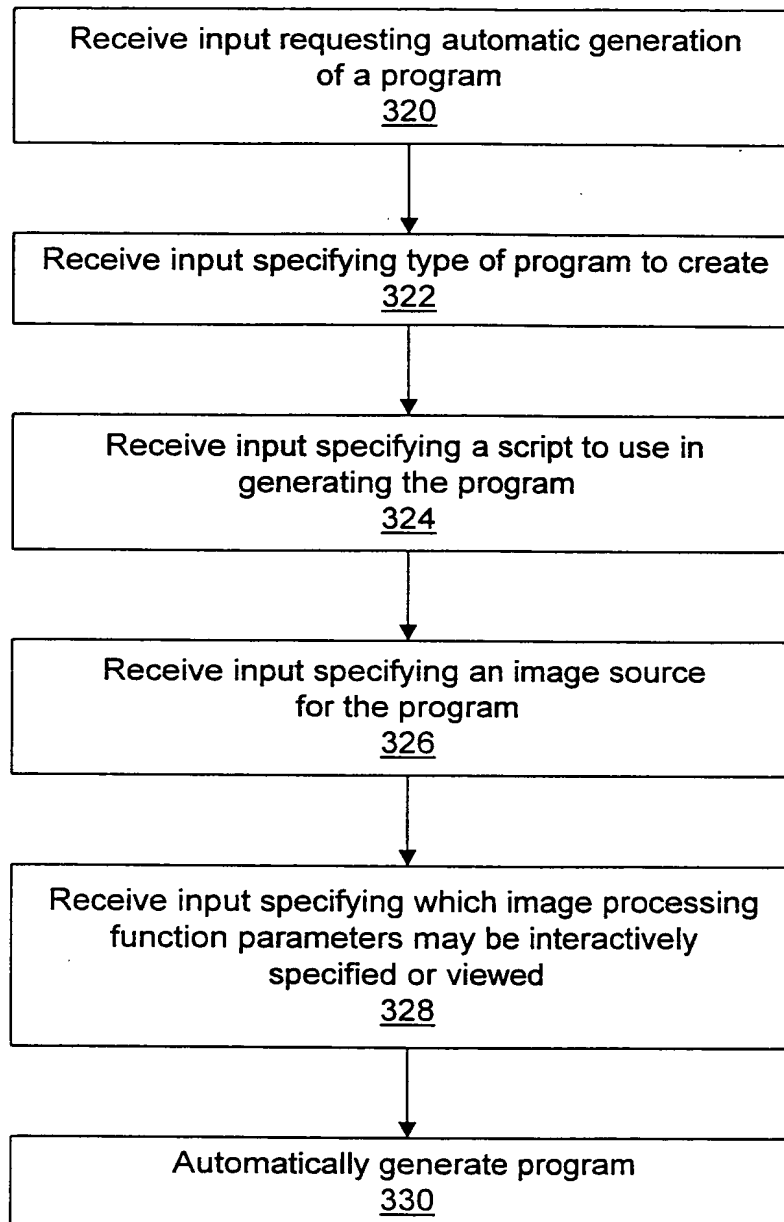 Receive input requesting automatic generation
of a program
320
Receive input specifying type of program to create
322
Receive input specifying a script to use in
generating the program
324
Receive input specifying an image source
for the program
326
Receive input specifying which image processing
function parameters may be interactively
specified or viewed
328
Automatically generate program
330